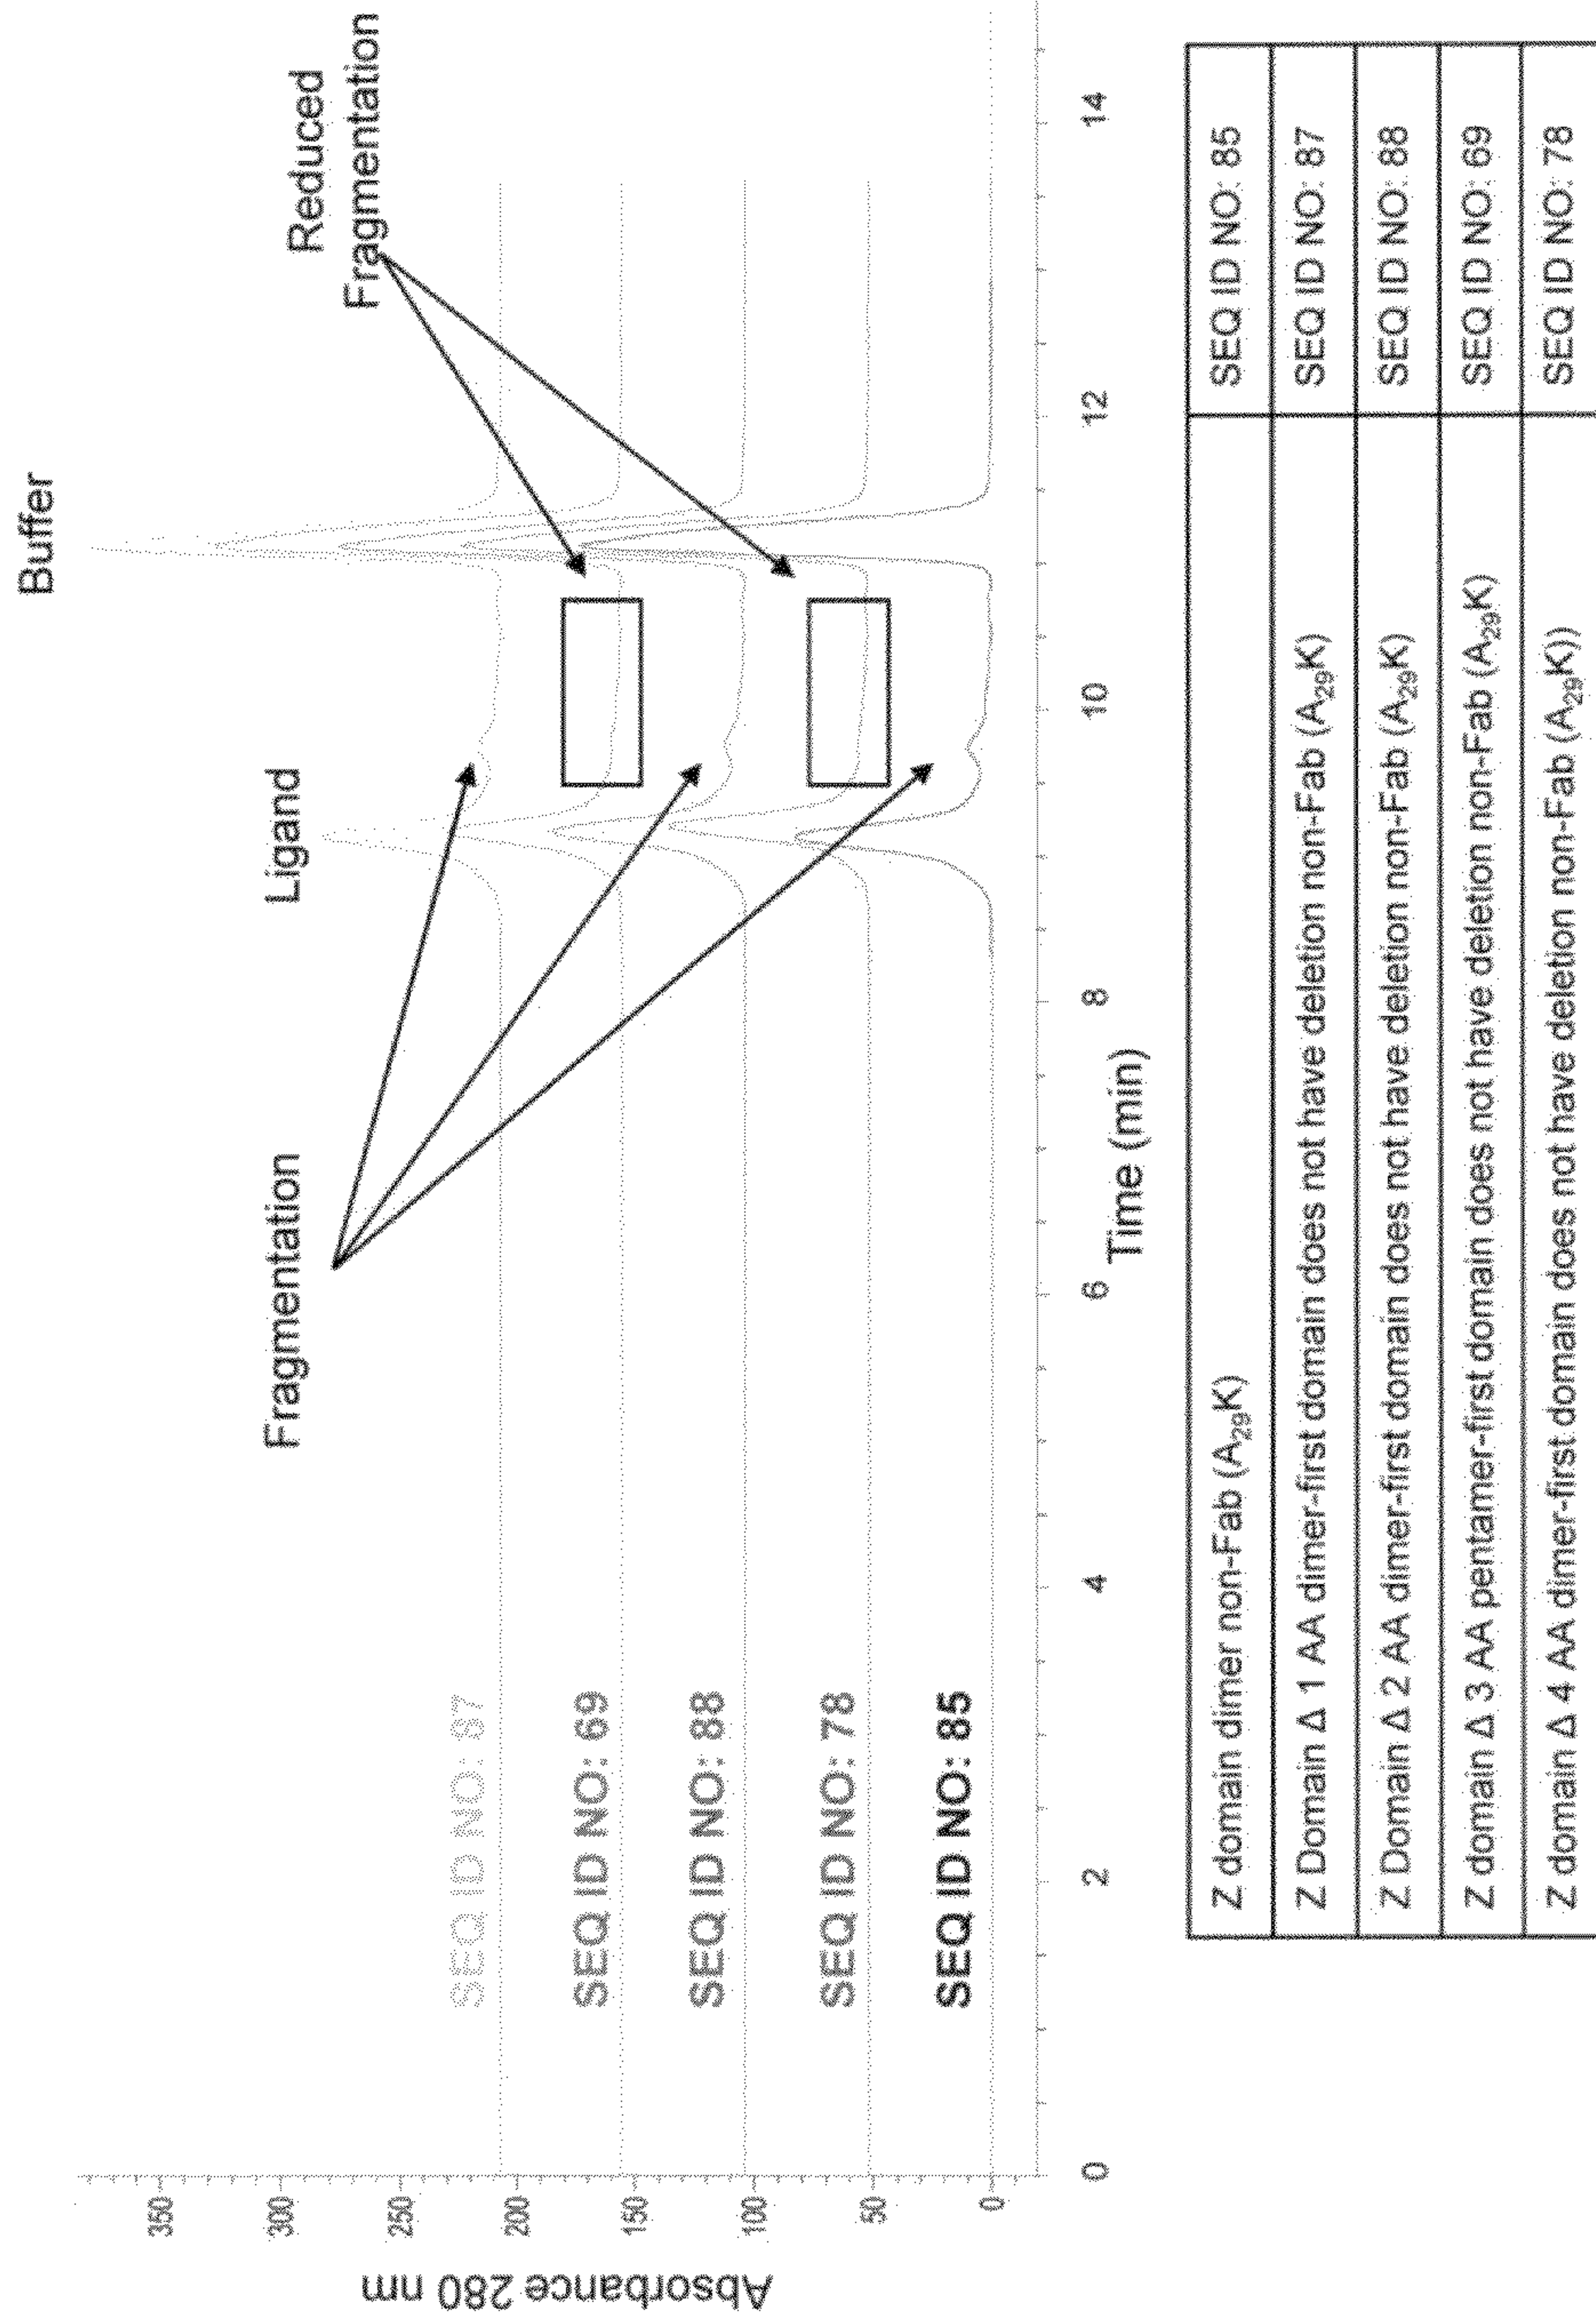 Buffer
Fragmentation
Ligand
Reduced
Fragmentation
SEQ ID NO: 87
SEQ ID NO: 69
SEQ ID NO: 88
SEQ ID NO: 78
SEQ ID NO: 85
Absorbance 280 nm
350
300
250
200
150
100
50
0
0 2 4 6 8 10 12 14
Time (min)
Z domain dimer non-Fab (A29K) SEQ ID NO: 85
Z Domain Δ 1 AA dimer-first domain does not have deletion non-Fab (A29K) SEQ ID NO: 87
Z Domain Δ 2 AA dimer-first domain does not have deletion non-Fab (A29K) SEQ ID NO: 88
Z domain Δ 3 AA pentamer-first domain does not have deletion non-Fab (A29K) SEQ ID NO: 69
Z domain Δ 4 AA dimer-first domain does not have deletion non-Fab (A29K)) SEQ ID NO: 78